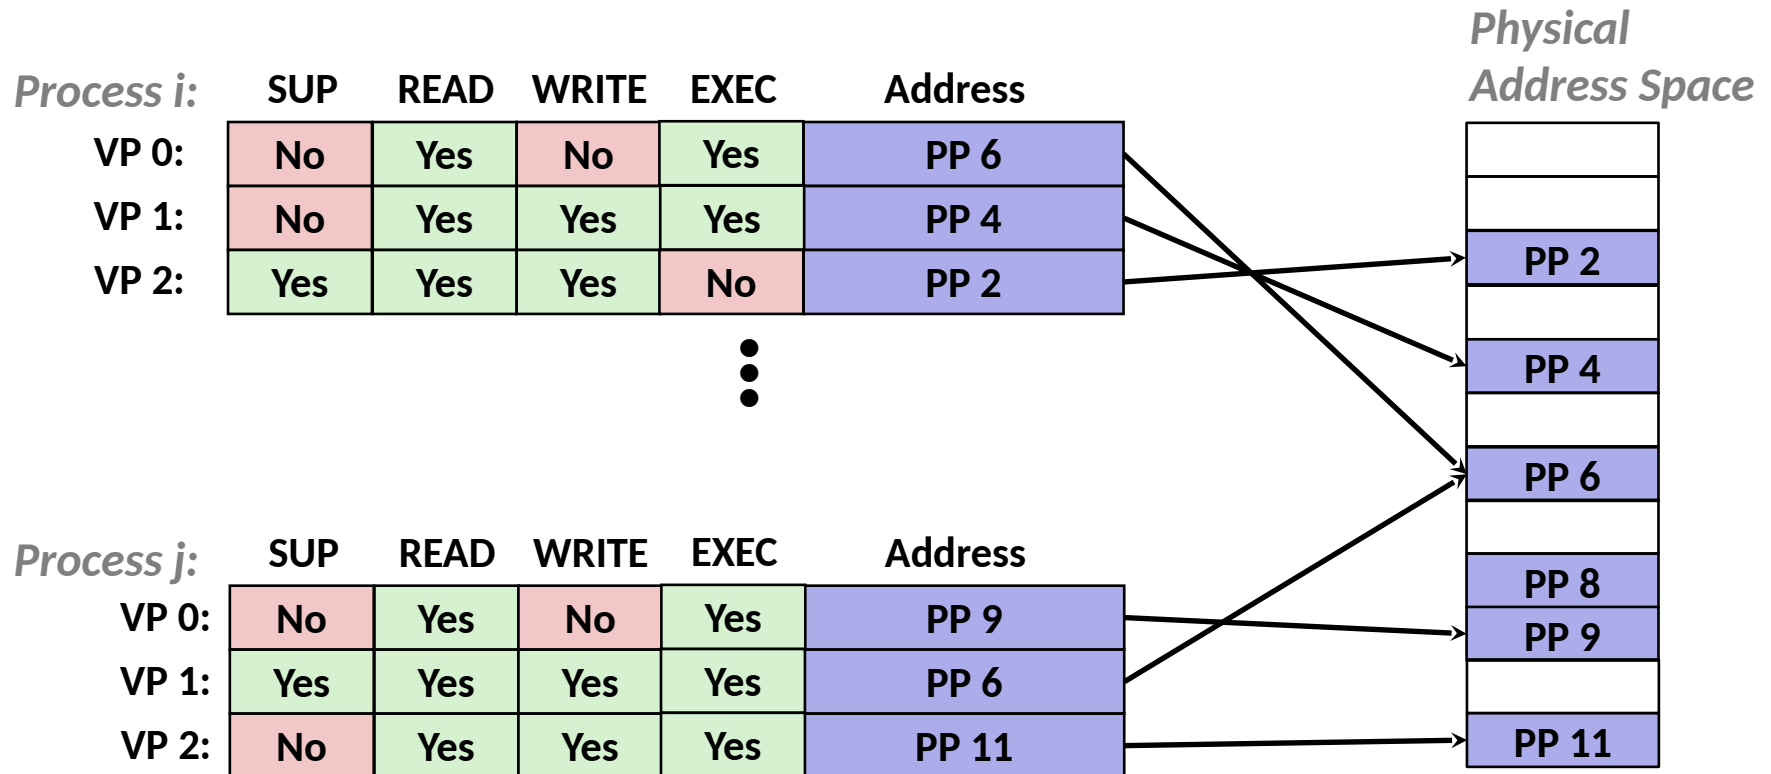 Physical
Address Space
Process i: SUP READ WRITE EXEC Address
VP 0: No Yes No Yes PP 6
VP 1: No Yes Yes Yes PP 4
VP 2: Yes Yes Yes No PP 2
PP 2
PP 4
PP 6
Process j: SUP READ WRITE EXEC Address
VP 0: No Yes No Yes PP 9
VP 1: Yes Yes Yes Yes PP 6
VP 2: No Yes Yes Yes PP 11
PP 8
PP 9
PP 11